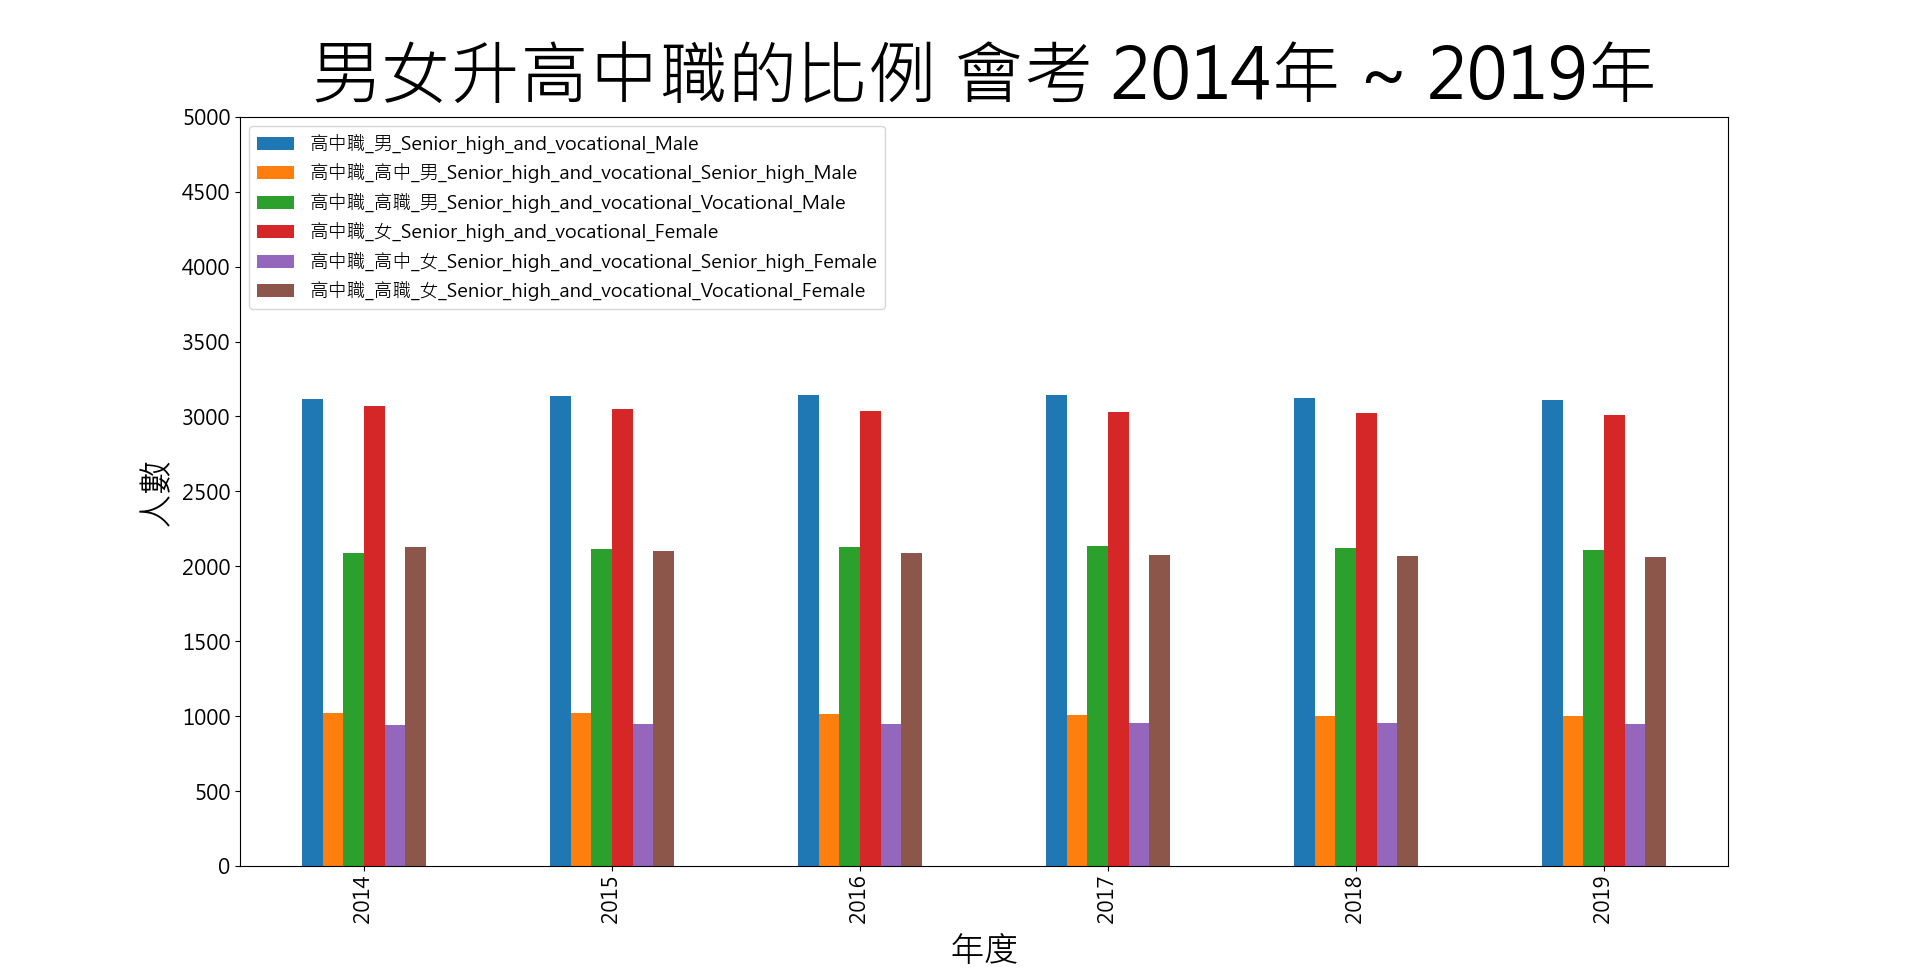 男女升高中職的比例 會考 2014年 ~ 2019年
5000
4500
4000
3500
3000
2500
2000
1500
1000
500
0
人數
高中職_男_Senior_high_and_vocational_Male
高中職_高中_男_Senior_high_and_vocational_Senior_high_Male
高中職_高職_男_Senior_high_and_vocational_Vocational_Male
高中職_女_Senior_high_and_vocational_Female
高中職_高中_女_Senior_high_and_vocational_Senior_high_Female
高中職_高職_女_Senior_high_and_vocational_Vocational_Female
2014
2015
2016
2017
2018
2019
年度